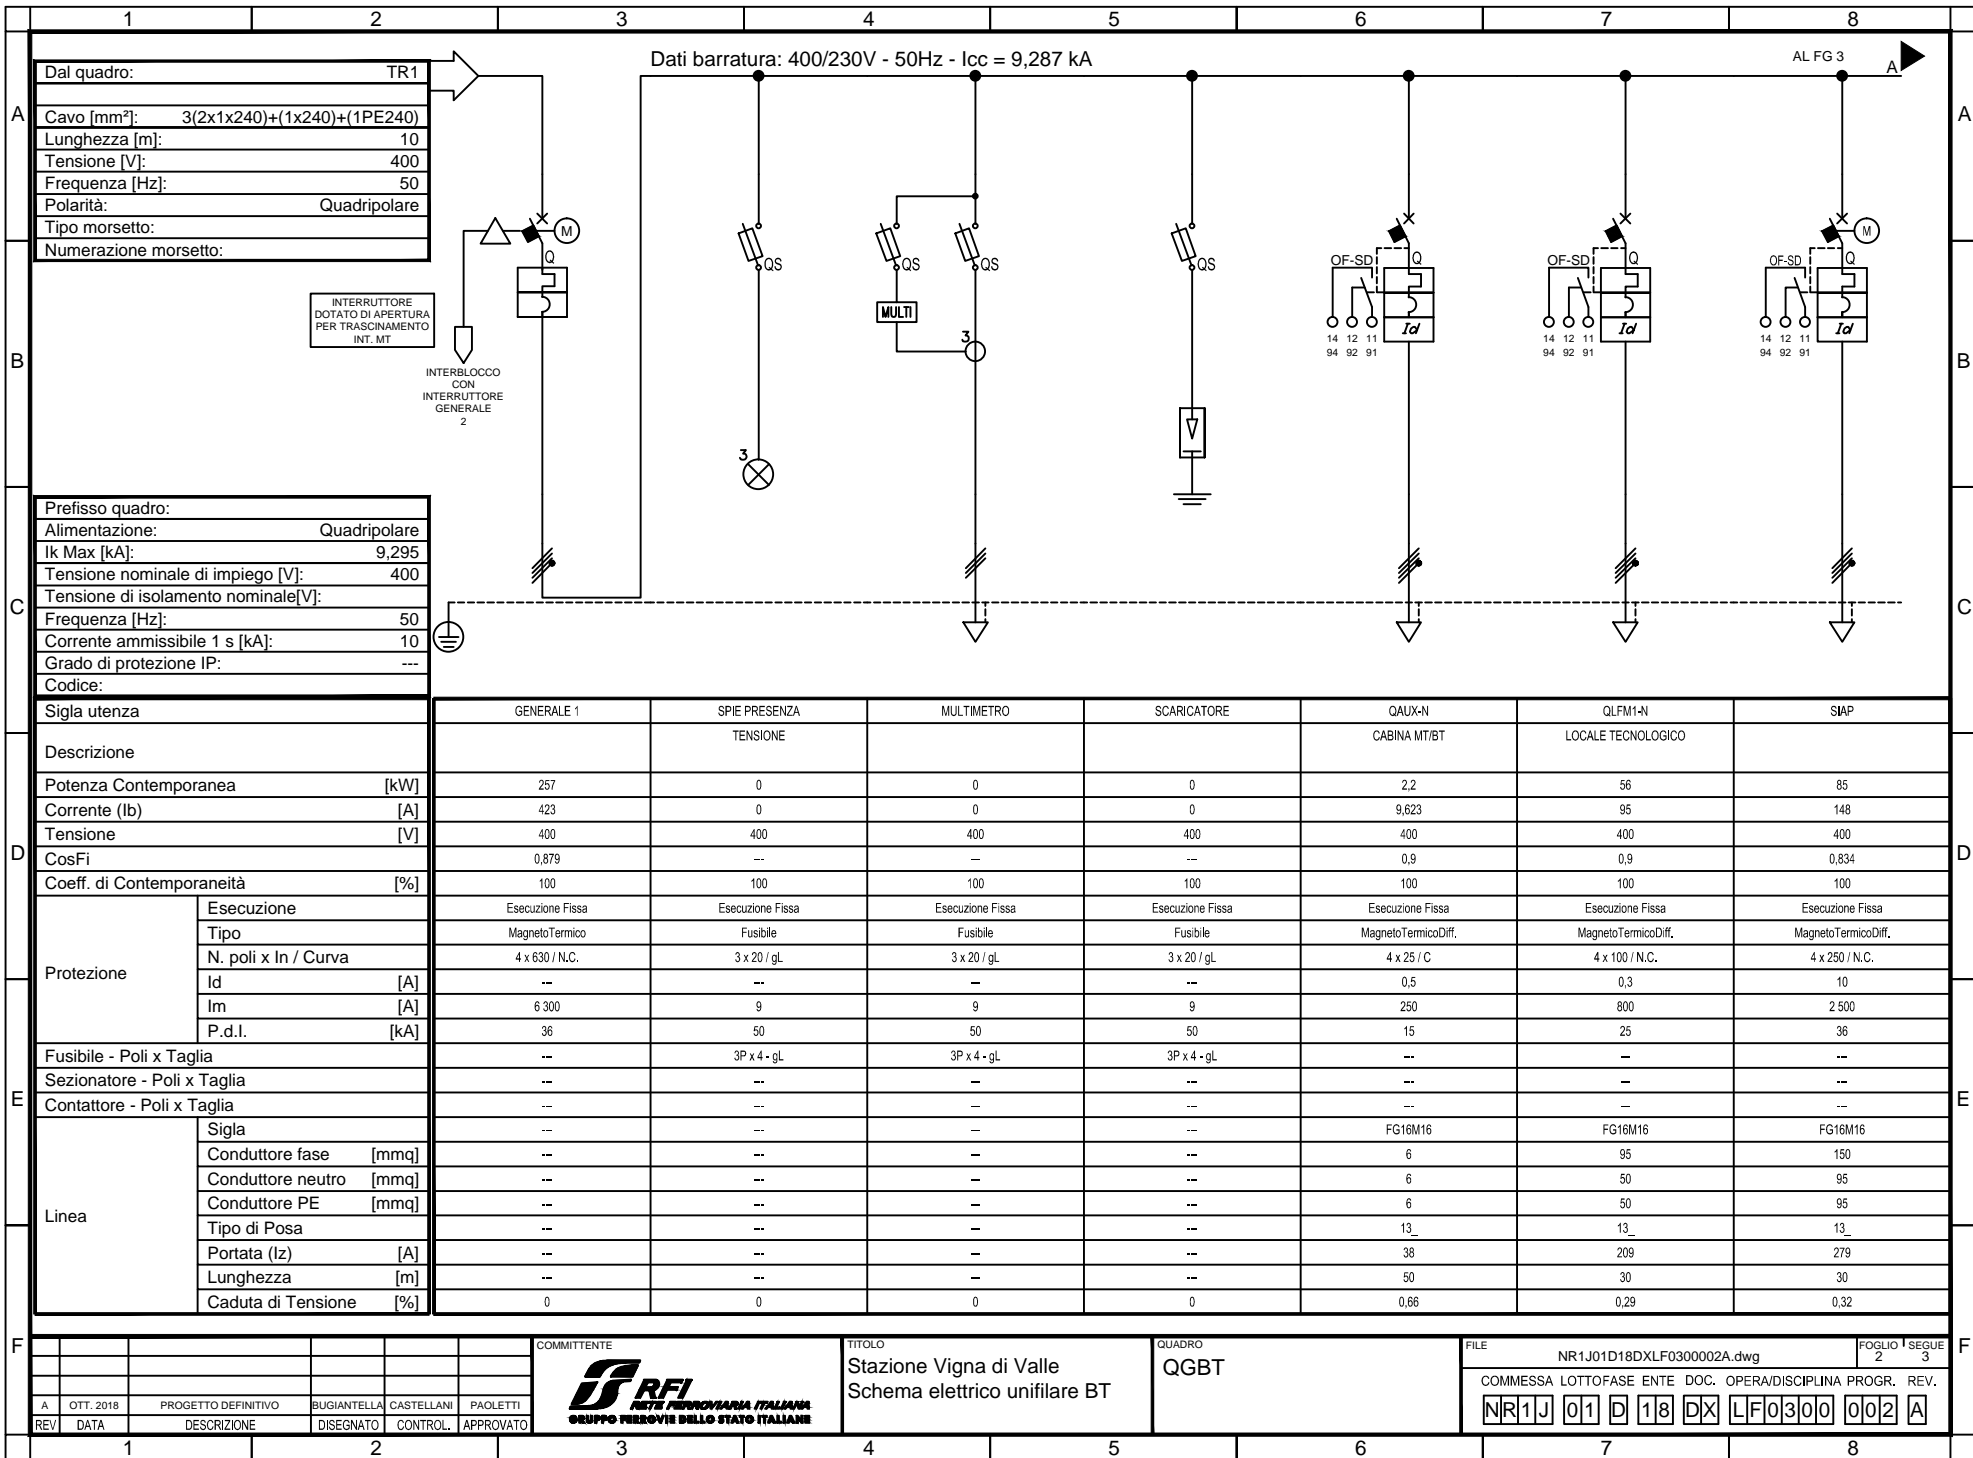 1 2 3 4 5 6 7 8
Dati barratura: 400/230V - 50Hz - Icc = 9,287 kA
AL FG 3
A
A
A
B
B
C
C
D
D
E
E
F
F
Dal quadro: TR1
Cavo [mm²]: 3(2x1x240)+(1x240)+(1PE240)
Lunghezza [m]: 10
Tensione [V]: 400
Frequenza [Hz]: 50
Polarità: Quadripolare
Tipo morsetto:
Numerazione morsetto:
INTERRUTTORE
DOTATO DI APERTURA
PER TRASCINAMENTO
INT. MT
INTERBLOCCO
CON
INTERRUTTORE
GENERALE
2
M
Q
QS
3
QS
QS
MULTI
3
QS
OF-SD
Q
Id
14 12 11
94 92 91
OF-SD
Q
Id
14 12 11
94 92 91
M
OF-SD
Q
Id
14 12 11
94 92 91
Prefisso quadro:
Alimentazione: Quadripolare
Ik Max [kA]: 9,295
Tensione nominale di impiego [V]: 400
Tensione di isolamento nominale[V]:
Frequenza [Hz]: 50
Corrente ammissibile 1 s [kA]: 10
Grado di protezione IP: ---
Codice:
Sigla utenza GENERALE 1 SPIE PRESENZA MULTIMETRO SCARICATORE QAUX-N QLFM1-N SIAP
Descrizione TENSIONE CABINA MT/BT LOCALE TECNOLOGICO
Potenza Contemporanea [kW] 257 0 0 0 2,2 56 85
Corrente (Ib) [A] 423 0 0 0 9,623 95 148
Tensione [V] 400 400 400 400 400 400 400
CosFi 0,879 --- --- --- 0,9 0,9 0,834
Coeff. di Contemporaneità [%] 100 100 100 100 100 100 100
Protezione
Esecuzione Esecuzione Fissa Esecuzione Fissa Esecuzione Fissa Esecuzione Fissa Esecuzione Fissa Esecuzione Fissa Esecuzione Fissa
Tipo MagnetoTermico Fusibile Fusibile Fusibile MagnetoTermicoDiff. MagnetoTermicoDiff. MagnetoTermicoDiff.
N. poli x In / Curva 4 x 630 / N.C. 3 x 20 / gL 3 x 20 / gL 3 x 20 / gL 4 x 25 / C 4 x 100 / N.C. 4 x 250 / N.C.
Id [A] --- --- --- --- 0,5 0,3 10
Im [A] 6 300 9 9 9 250 800 2 500
P.d.I. [kA] 36 50 50 50 15 25 36
Fusibile - Poli x Taglia --- 3P x 4 - gL 3P x 4 - gL 3P x 4 - gL --- --- ---
Sezionatore - Poli x Taglia --- --- --- --- --- --- ---
Contattore - Poli x Taglia --- --- --- --- --- --- ---
Linea
Sigla --- --- --- --- FG16M16 FG16M16 FG16M16
Conduttore fase [mmq] --- --- --- --- 6 95 150
Conduttore neutro [mmq] --- --- --- --- 6 50 95
Conduttore PE [mmq] --- --- --- --- 6 50 95
Tipo di Posa --- --- --- --- 13_ 13_ 13_
Portata (Iz) [A] --- --- --- --- 38 209 279
Lunghezza [m] --- --- --- --- 50 30 30
Caduta di Tensione [%] 0 0 0 0 0,66 0,29 0,32
A OTT. 2018 PROGETTO DEFINITIVO BUGIANTELLA CASTELLANI PAOLETTI
REV DATA DESCRIZIONE DISEGNATO CONTROL. APPROVATO
COMMITTENTE
RFI
RETE FERROVIARIA ITALIANA
GRUPPO FERROVIE DELLO STATO ITALIANE
TITOLO
Stazione Vigna di Valle
Schema elettrico unifilare BT
QUADRO
QGBT
FILE
NR1J01D18DXLF0300002A.dwg
FOGLIO SEGUE
2 3
COMMESSA LOTTO FASE ENTE DOC. OPERA/DISCIPLINA PROGR. REV.
NR1J 01 D 18 DX LF0300 002 A
1 2 3 4 5 6 7 8